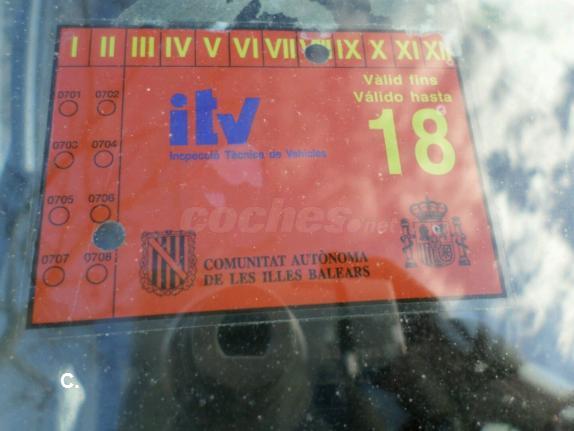 I II III IV V VI VII VIII IX X XI XII
Vàlid fins
Válido hasta
18
itv
Inspecció Tècnica de Vehicles
0701 0702
0703 0704
0705 0706
0707 0708
coches.net
COMUNITAT AUTÒNOMA
DE LES ILLES BALEARS
C.